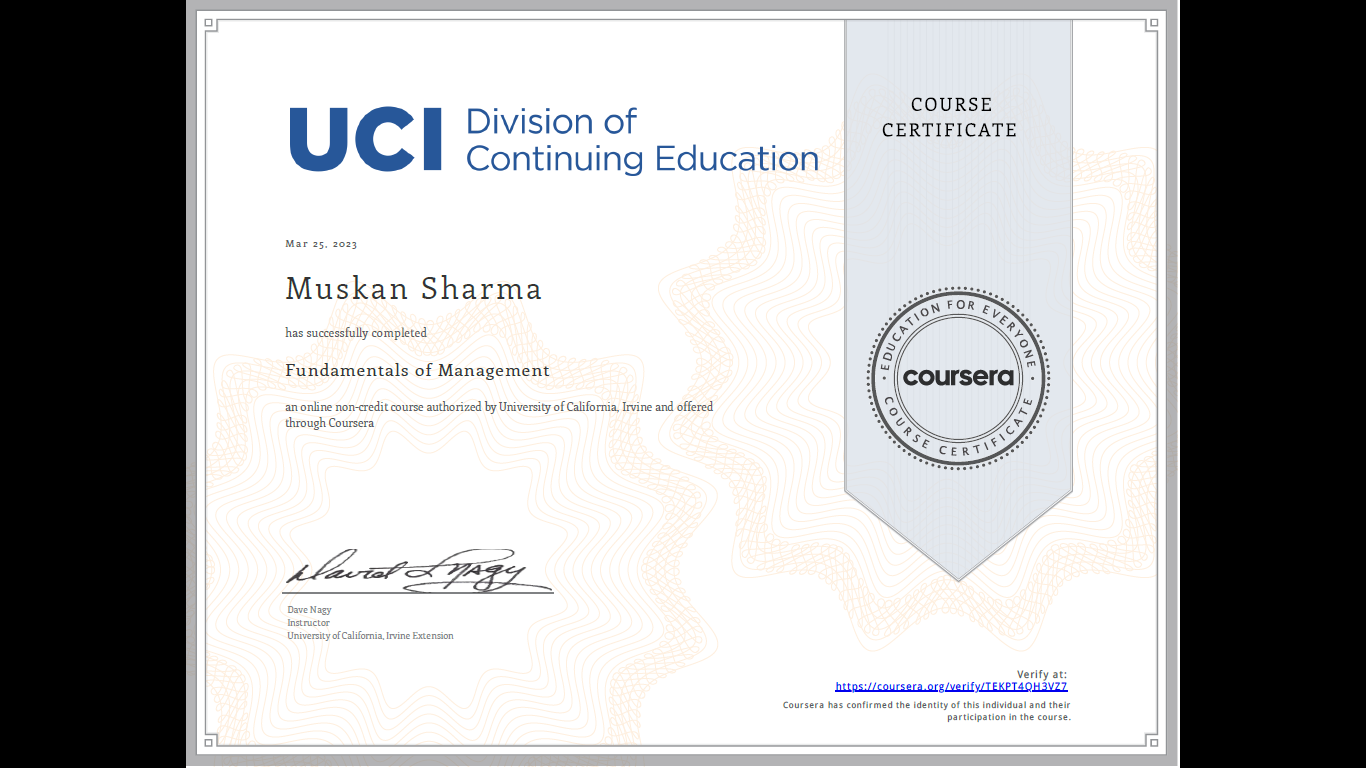 UCI Division of
Continuing Education
COURSE
CERTIFICATE
Mar 25, 2023
Muskan Sharma
has successfully completed
Fundamentals of Management
an online non-credit course authorized by University of California, Irvine and offered
through Coursera
EDUCATION FOR EVERYONE
coursera
COURSE CERTIFICATE
David L Nagy
Dave Nagy
Instructor
University of California, Irvine Extension
Verify at:
https://coursera.org/verify/TEKPT4QH3VZ7
Coursera has confirmed the identity of this individual and their
participation in the course.